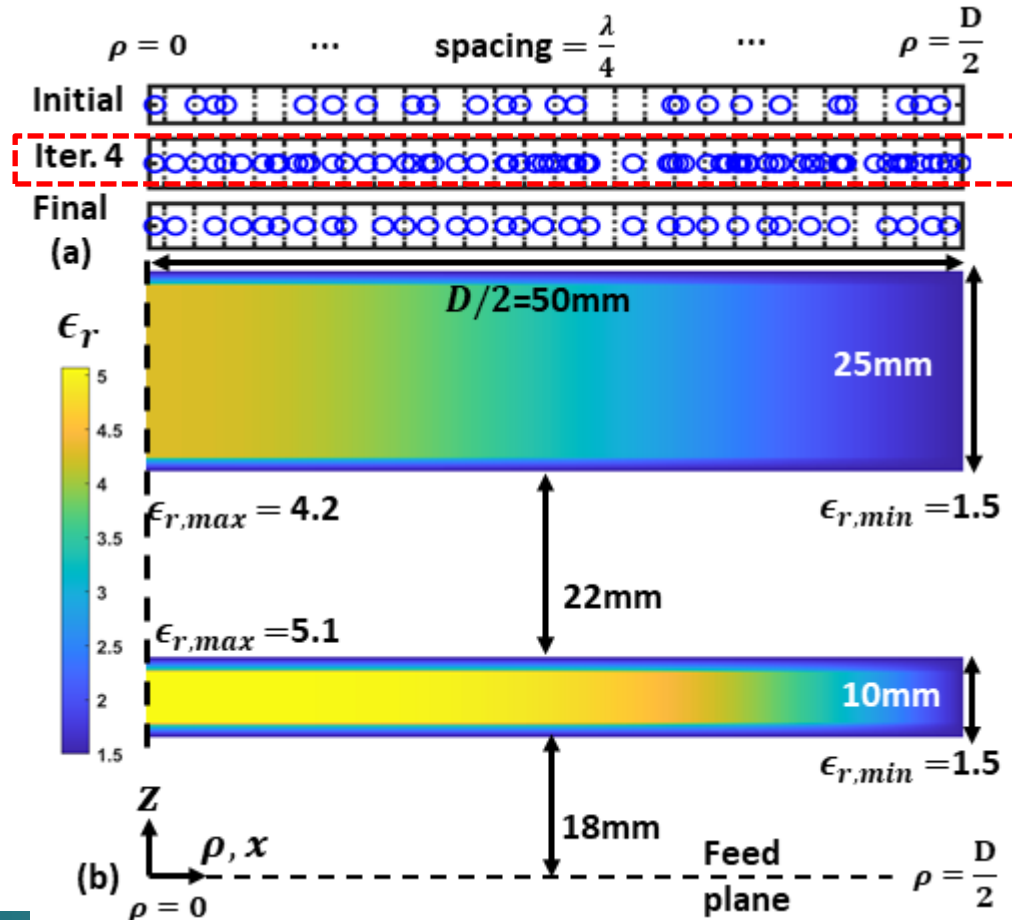 ρ = 0 ... spacing = λ/4 ... ρ = D/2
Initial
Iter. 4
Final
(a)
D/2=50mm
ϵr
25mm
5
4.5
4
3.5
3
2.5
2
1.5
ϵr,max = 4.2
ϵr,min =1.5
22mm
ϵr,max =5.1
10mm
ϵr,min =1.5
Z
18mm
ρ, x
Feed
plane
(b)
ρ = D/2
ρ = 0